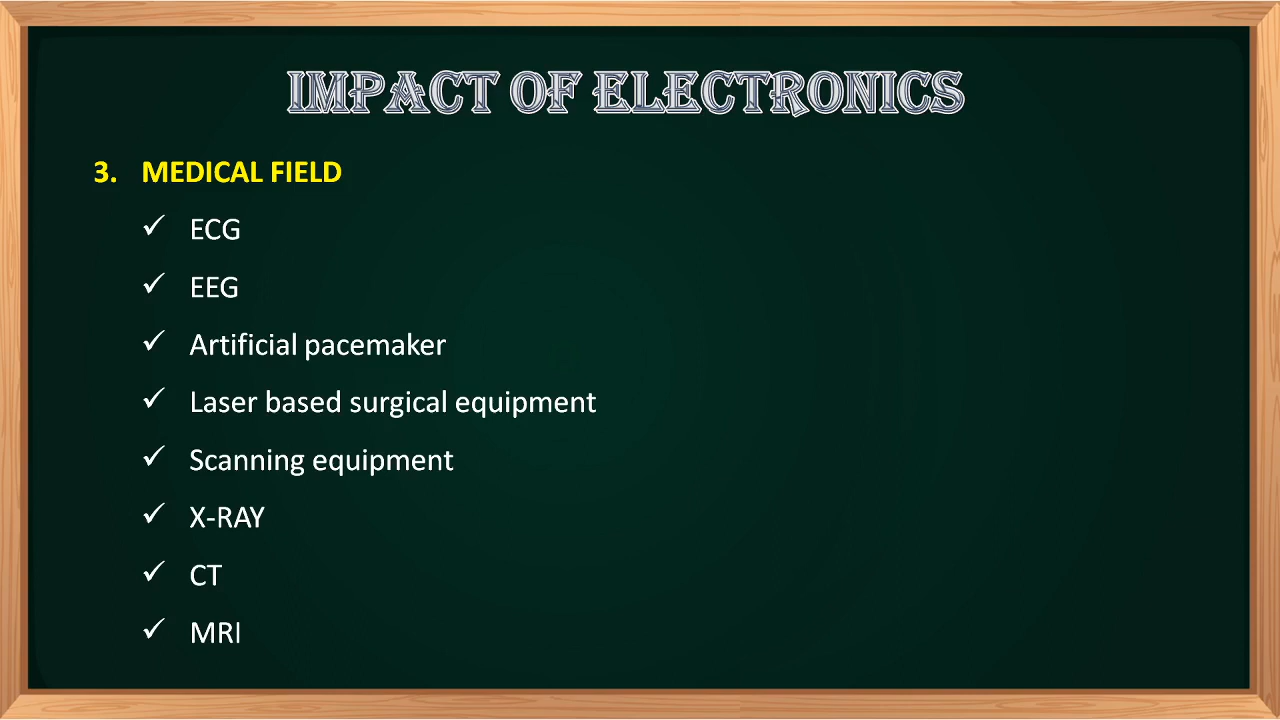 IMPACT OF ELECTRONICS
3. MEDICAL FIELD
✓ ECG
✓ EEG
✓ Artificial pacemaker
✓ Laser based surgical equipment
✓ Scanning equipment
✓ X-RAY
✓ CT
✓ MRI